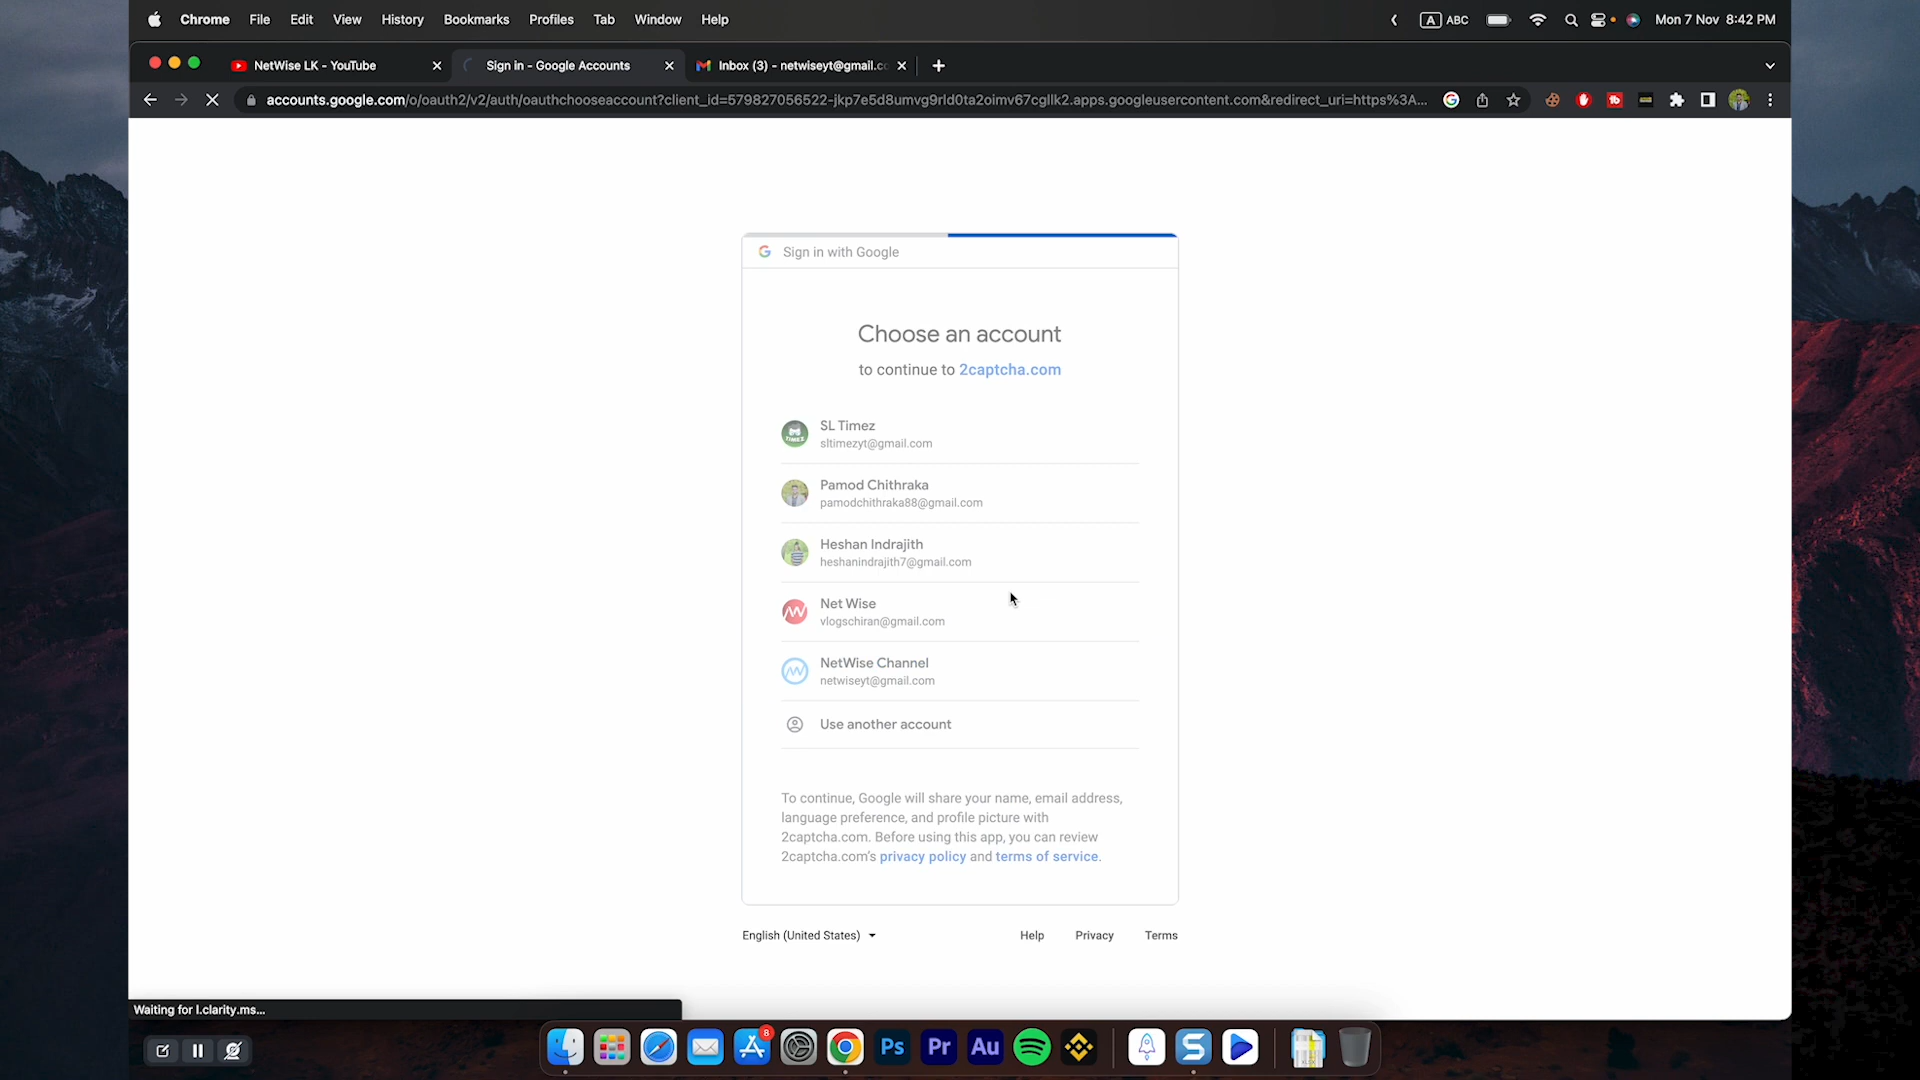 Chrome File Edit View History Bookmarks Profiles Tab Window Help
A ABC Mon 7 Nov 8:42 PM
NetWise LK - YouTube
Sign in - Google Accounts
Inbox (3) - netwiseyt@gmail.cc
accounts.google.com/o/oauth2/v2/auth/oauthchooseaccount?client_id=579827056522-jkp7e5d8umvg9rld0ta2oimv67cgllk2.apps.googleusercontent.com&redirect_uri=https%3A...
Sign in with Google
Choose an account
to continue to 2captcha.com
SL Timez
sltimezyt@gmail.com
Pamod Chithraka
pamodchithraka88@gmail.com
Heshan Indrajith
heshanindrajith7@gmail.com
Net Wise
vlogschiran@gmail.com
NetWise Channel
netwiseyt@gmail.com
Use another account
To continue, Google will share your name, email address,
language preference, and profile picture with
2captcha.com. Before using this app, you can review
2captcha.com's privacy policy and terms of service.
English (United States)
Help Privacy Terms
Waiting for l.clarity.ms...
8
Ps Pr Au S